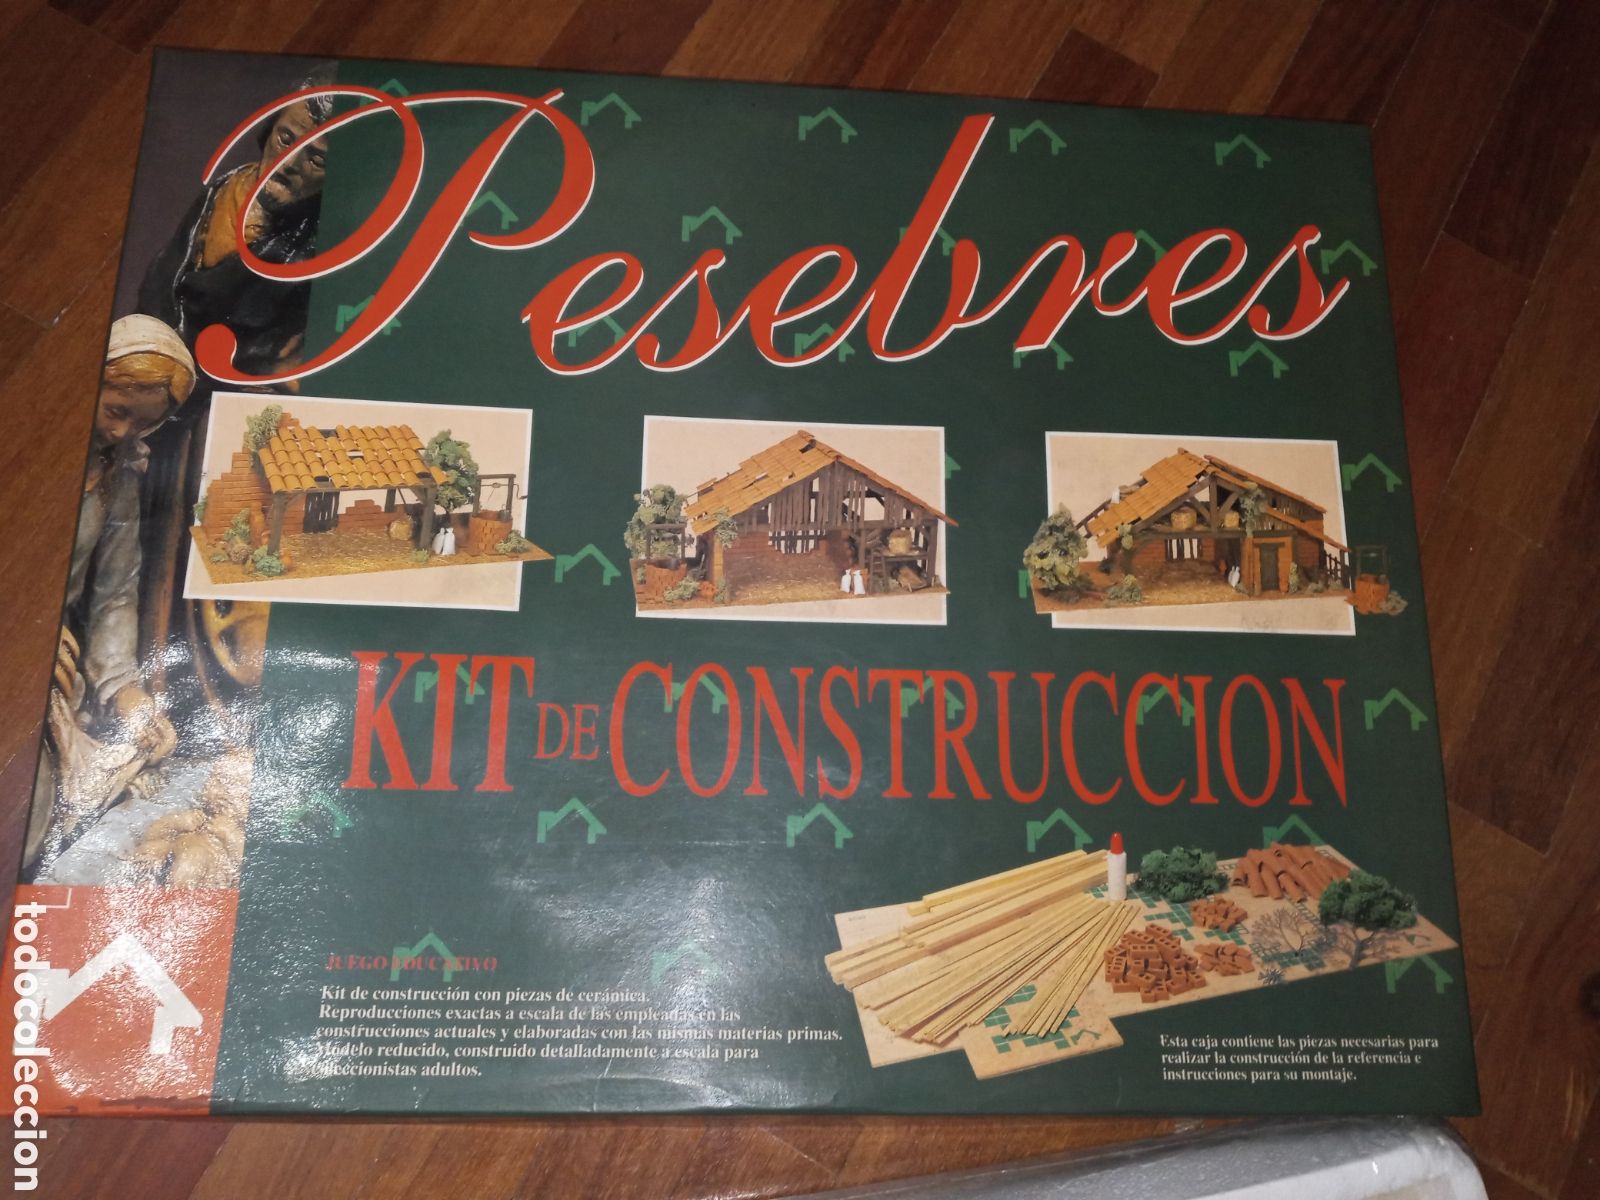 Pesebres
KIT DE CONSTRUCCION
JUEGO EDUCATIVO
Kit de construcción con piezas de cerámica.
Reproducciones exactas a escala de las empleadas en las
construcciones actuales y elaboradas con las mismas materias primas.
Modelo reducido, construido detalladamente a escala para
coleccionistas adultos.
Esta caja contiene las piezas necesarias para
realizar la construcción de la referencia e
instrucciones para su montaje.
todocoleccion